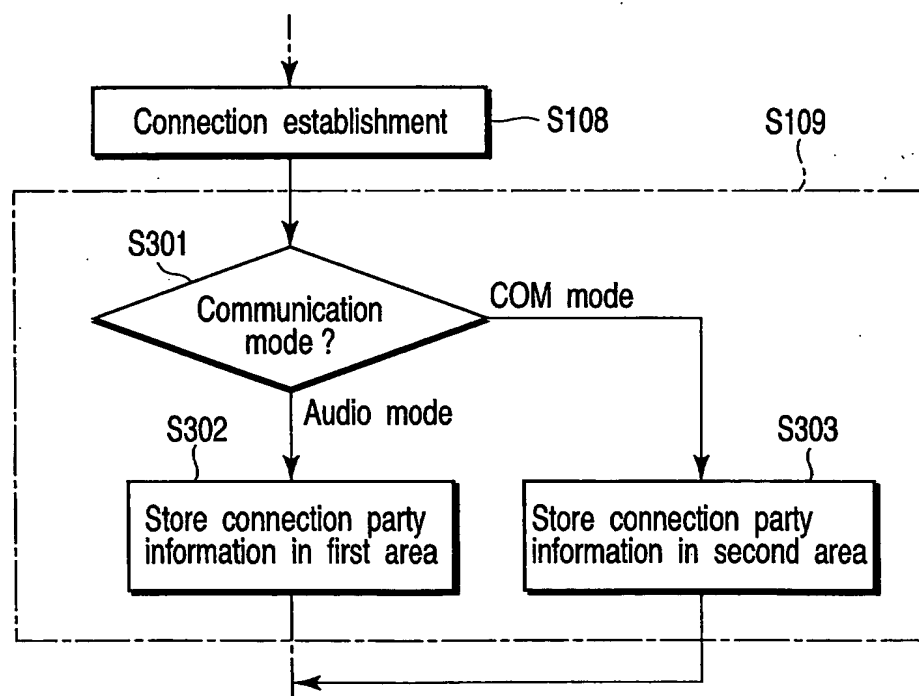 Connection establishment
S108
S109
S301
Communication
mode ?
COM mode
Audio mode
S302
S303
Store connection party
information in first area
Store connection party
information in second area